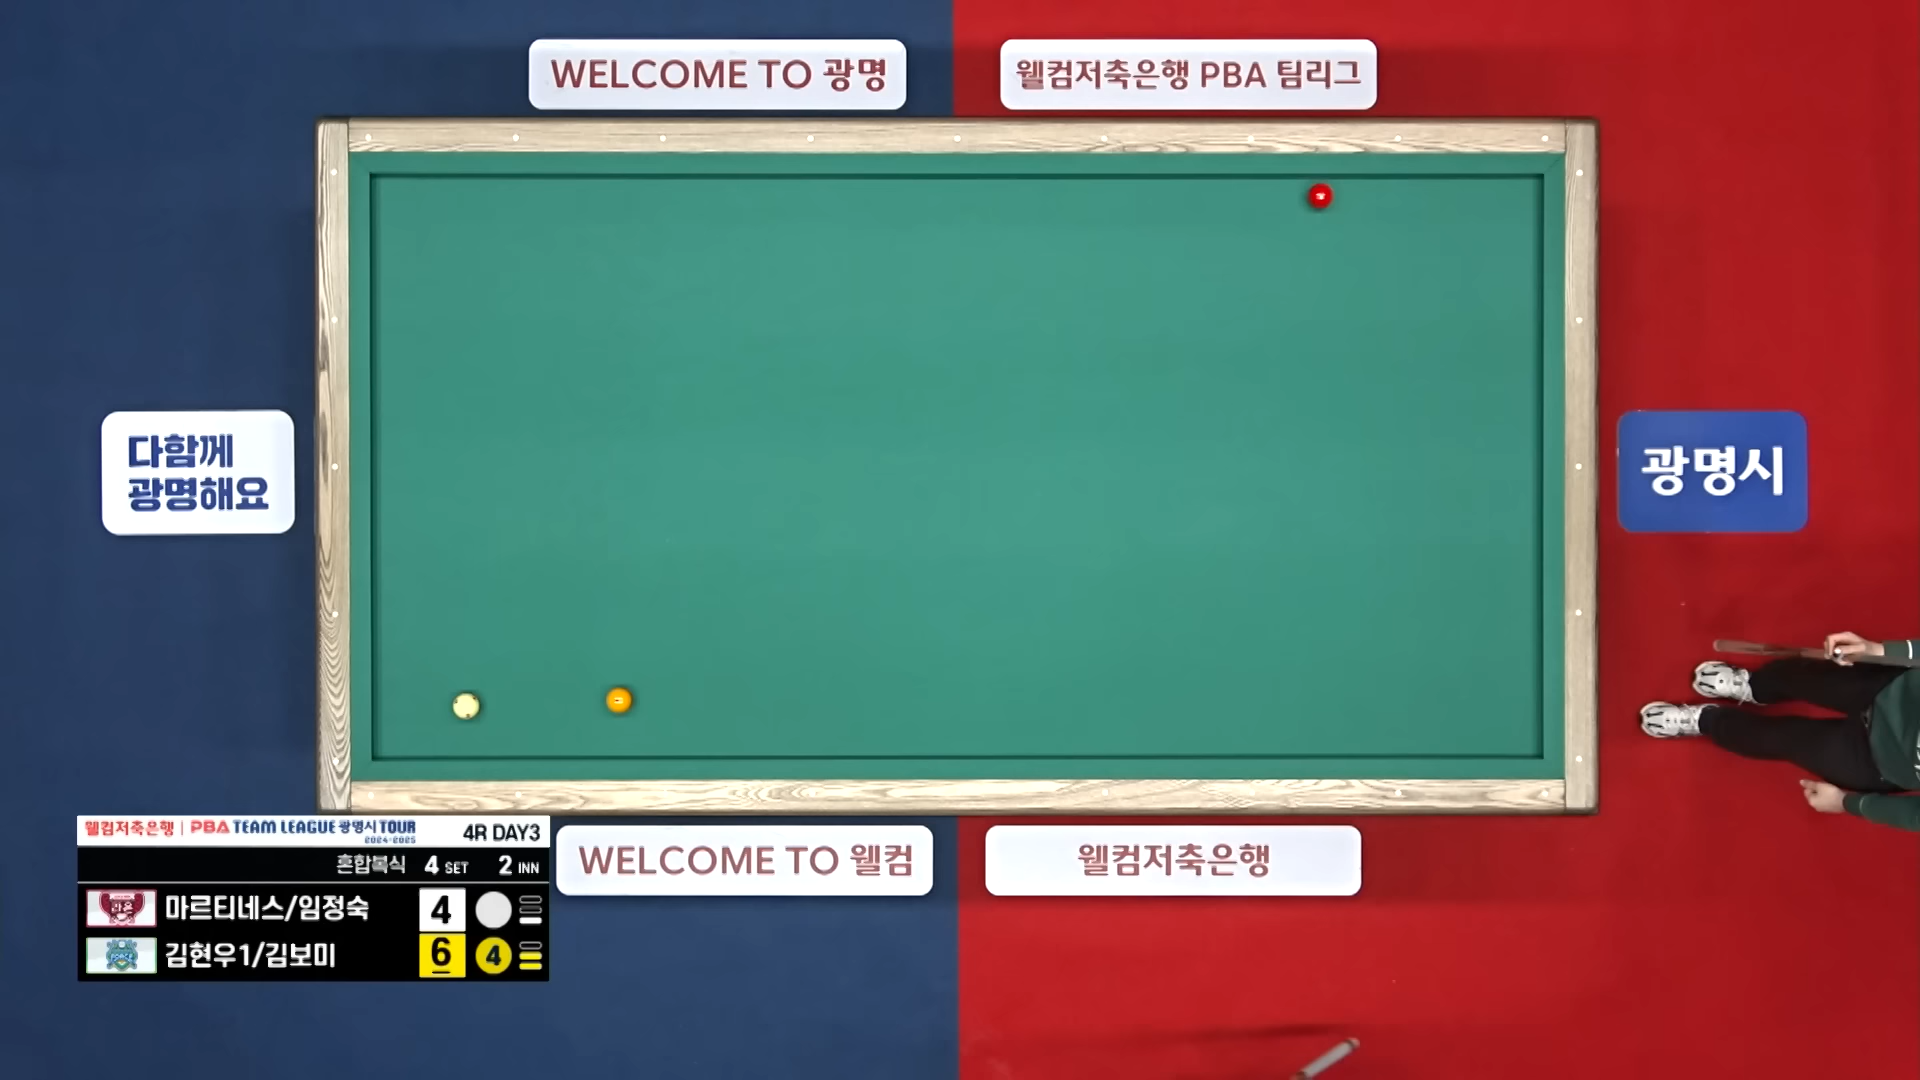 WELCOME TO 광명
웰컴저축은행 PBA 팀리그
다함께
광명해요
광명시
웰컴저축은행 | PBA TEAM LEAGUE 광명시 TOUR
2024-2025
4R DAY3
혼합복식 4 SET 2 INN
마르티네스/임정숙 4
김현우1/김보미 6 4
WELCOME TO 웰컴
웰컴저축은행